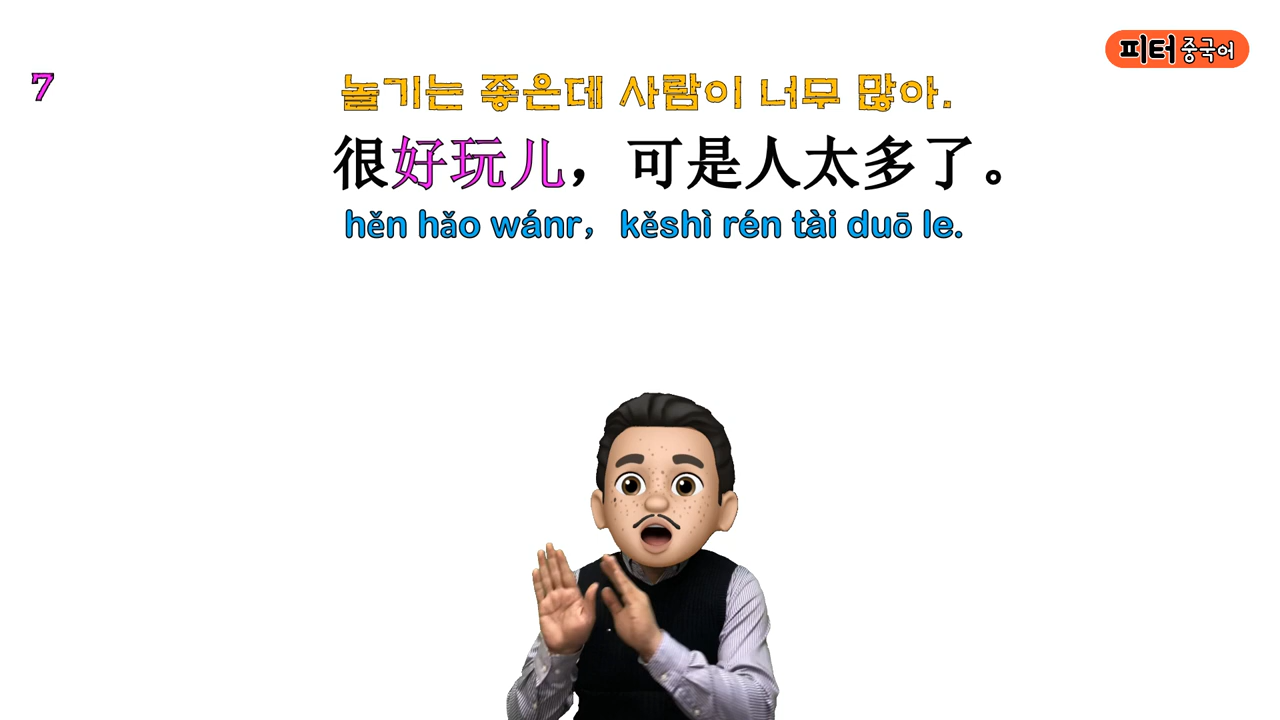 피터 중국어
7
놀기는 좋은데 사람이 너무 많아.
很好玩儿，可是人太多了。
hěn hǎo wánr，kěshì rén tài duō le.